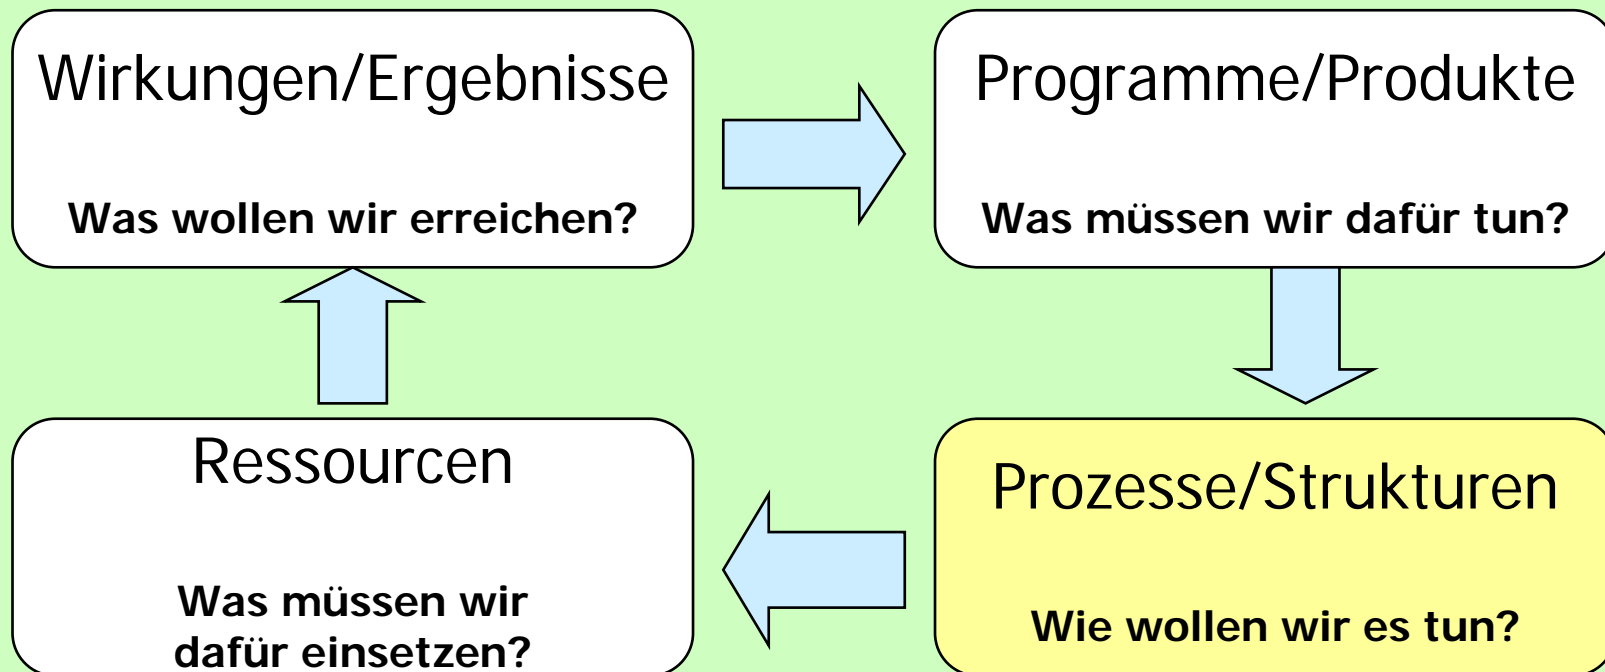 Wirkungen/Ergebnisse
Was wollen wir erreichen?
Programme/Produkte
Was müssen wir dafür tun?
Ressourcen
Was müssen wir
dafür einsetzen?
Prozesse/Strukturen
Wie wollen wir es tun?